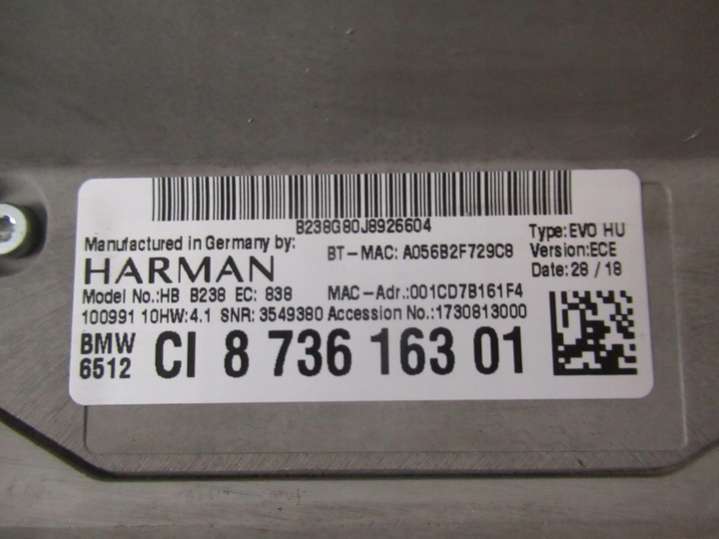 B238G80J8926604
Manufactured in Germany by:
HARMAN
BT-MAC: A056B2F729C8
Type:EVO HU
Version:ECE
Date: 28 / 18
Model No.:HB B238 EC: 838
MAC-Adr.:001CD7B161F4
100991 10HW:4.1 SNR: 3549380 Accession No.:1730813000
BMW
6512
CI 8 736 163 01